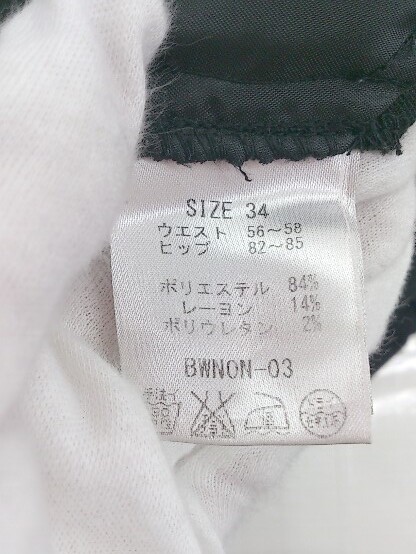 SIZE 34
ウエスト 56～58
ヒップ 82～85
ポリエステル 84%
レーヨン 14%
ポリウレタン 2%
BWNON-03